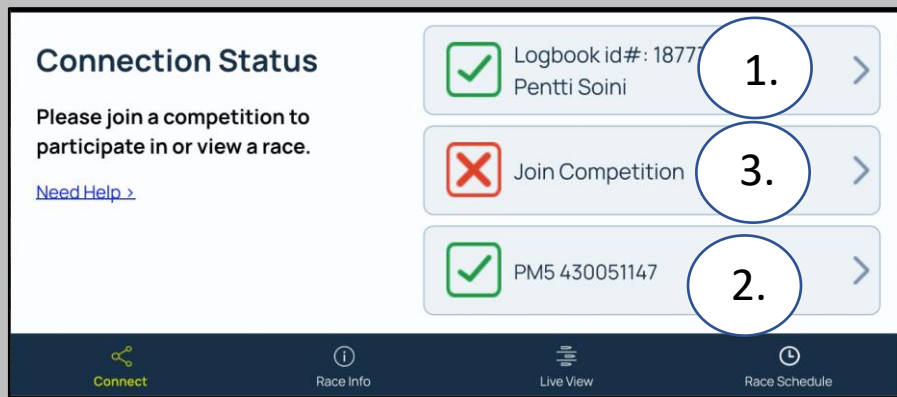 Connection Status
Please join a competition to
participate in or view a race.
Need Help >
Logbook id#: 18777
Pentti Soini
1.
Join Competition
3.
PM5 430051147
2.
Connect
Race Info
Live View
Race Schedule